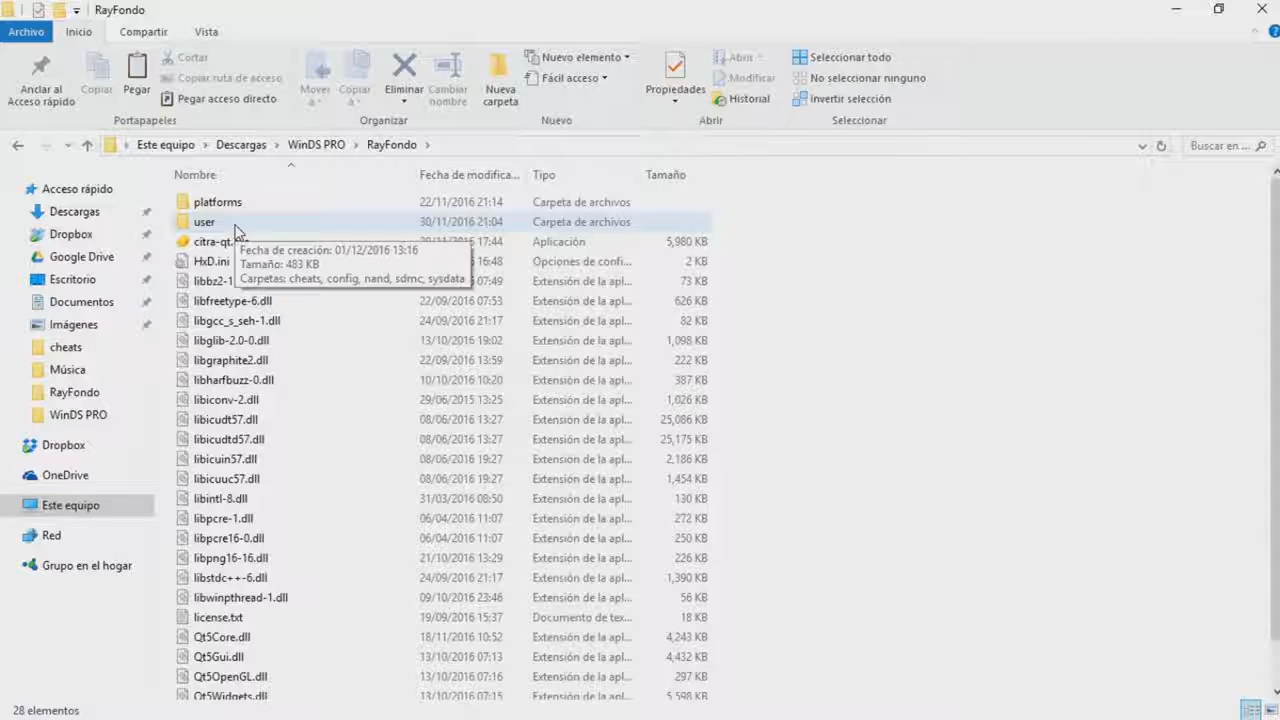 RayFondo
Archivo Inicio Compartir Vista
Anclar al Acceso rápido
Copiar
Pegar
Cortar
Copiar ruta de acceso
Pegar acceso directo
Portapapeles
Mover a
Copiar a
Eliminar
Cambiar nombre
Organizar
Nueva carpeta
Nuevo elemento
Fácil acceso
Nuevo
Propiedades
Abrir
Modificar
Historial
Abrir
Seleccionar todo
No seleccionar ninguno
Invertir selección
Seleccionar
Este equipo > Descargas > WinDS PRO > RayFondo >
Buscar en ...
Acceso rápido
Descargas
Dropbox
Google Drive
Escritorio
Documentos
Imágenes
cheats
Música
RayFondo
WinDS PRO
Dropbox
OneDrive
Este equipo
Red
Grupo en el hogar
Nombre Fecha de modifica... Tipo Tamaño
platforms 22/11/2016 21:14 Carpeta de archivos
user 30/11/2016 21:04 Carpeta de archivos
citra-qt. 17:44 Aplicación 5,980 KB
HxD.ini 16:48 Opciones de confi... 2 KB
libbz2-1 07:49 Extensión de la apl... 73 KB
Fecha de creación: 01/12/2016 13:16
Tamaño: 483 KB
Carpetas: cheats, config, nand, sdmc, sysdata
libfreetype-6.dll 22/09/2016 07:53 Extensión de la apl... 626 KB
libgcc_s_seh-1.dll 24/09/2016 21:17 Extensión de la apl... 82 KB
libglib-2.0-0.dll 13/10/2016 19:02 Extensión de la apl... 1,098 KB
libgraphite2.dll 22/09/2016 13:59 Extensión de la apl... 222 KB
libharfbuzz-0.dll 10/10/2016 10:20 Extensión de la apl... 387 KB
libiconv-2.dll 29/06/2015 13:25 Extensión de la apl... 1,026 KB
libicudt57.dll 08/06/2016 13:27 Extensión de la apl... 25,086 KB
libicudtd57.dll 08/06/2016 13:27 Extensión de la apl... 25,175 KB
libicuin57.dll 08/06/2016 19:27 Extensión de la apl... 2,186 KB
libicuuc57.dll 08/06/2016 19:27 Extensión de la apl... 1,454 KB
libintl-8.dll 31/03/2016 08:50 Extensión de la apl... 130 KB
libpcre-1.dll 06/04/2016 11:07 Extensión de la apl... 272 KB
libpcre16-0.dll 06/04/2016 11:07 Extensión de la apl... 250 KB
libpng16-16.dll 21/10/2016 13:29 Extensión de la apl... 226 KB
libstdc++-6.dll 24/09/2016 21:17 Extensión de la apl... 1,390 KB
libwinpthread-1.dll 09/10/2016 23:46 Extensión de la apl... 56 KB
license.txt 19/09/2016 15:37 Documento de tex... 18 KB
Qt5Core.dll 18/11/2016 10:52 Extensión de la apl... 4,243 KB
Qt5Gui.dll 13/10/2016 07:13 Extensión de la apl... 4,432 KB
Qt5OpenGL.dll 13/10/2016 07:16 Extensión de la apl... 297 KB
Qt5Widgets.dll 13/10/2016 07:15 Extensión de la apl... 5,598 KB
28 elementos